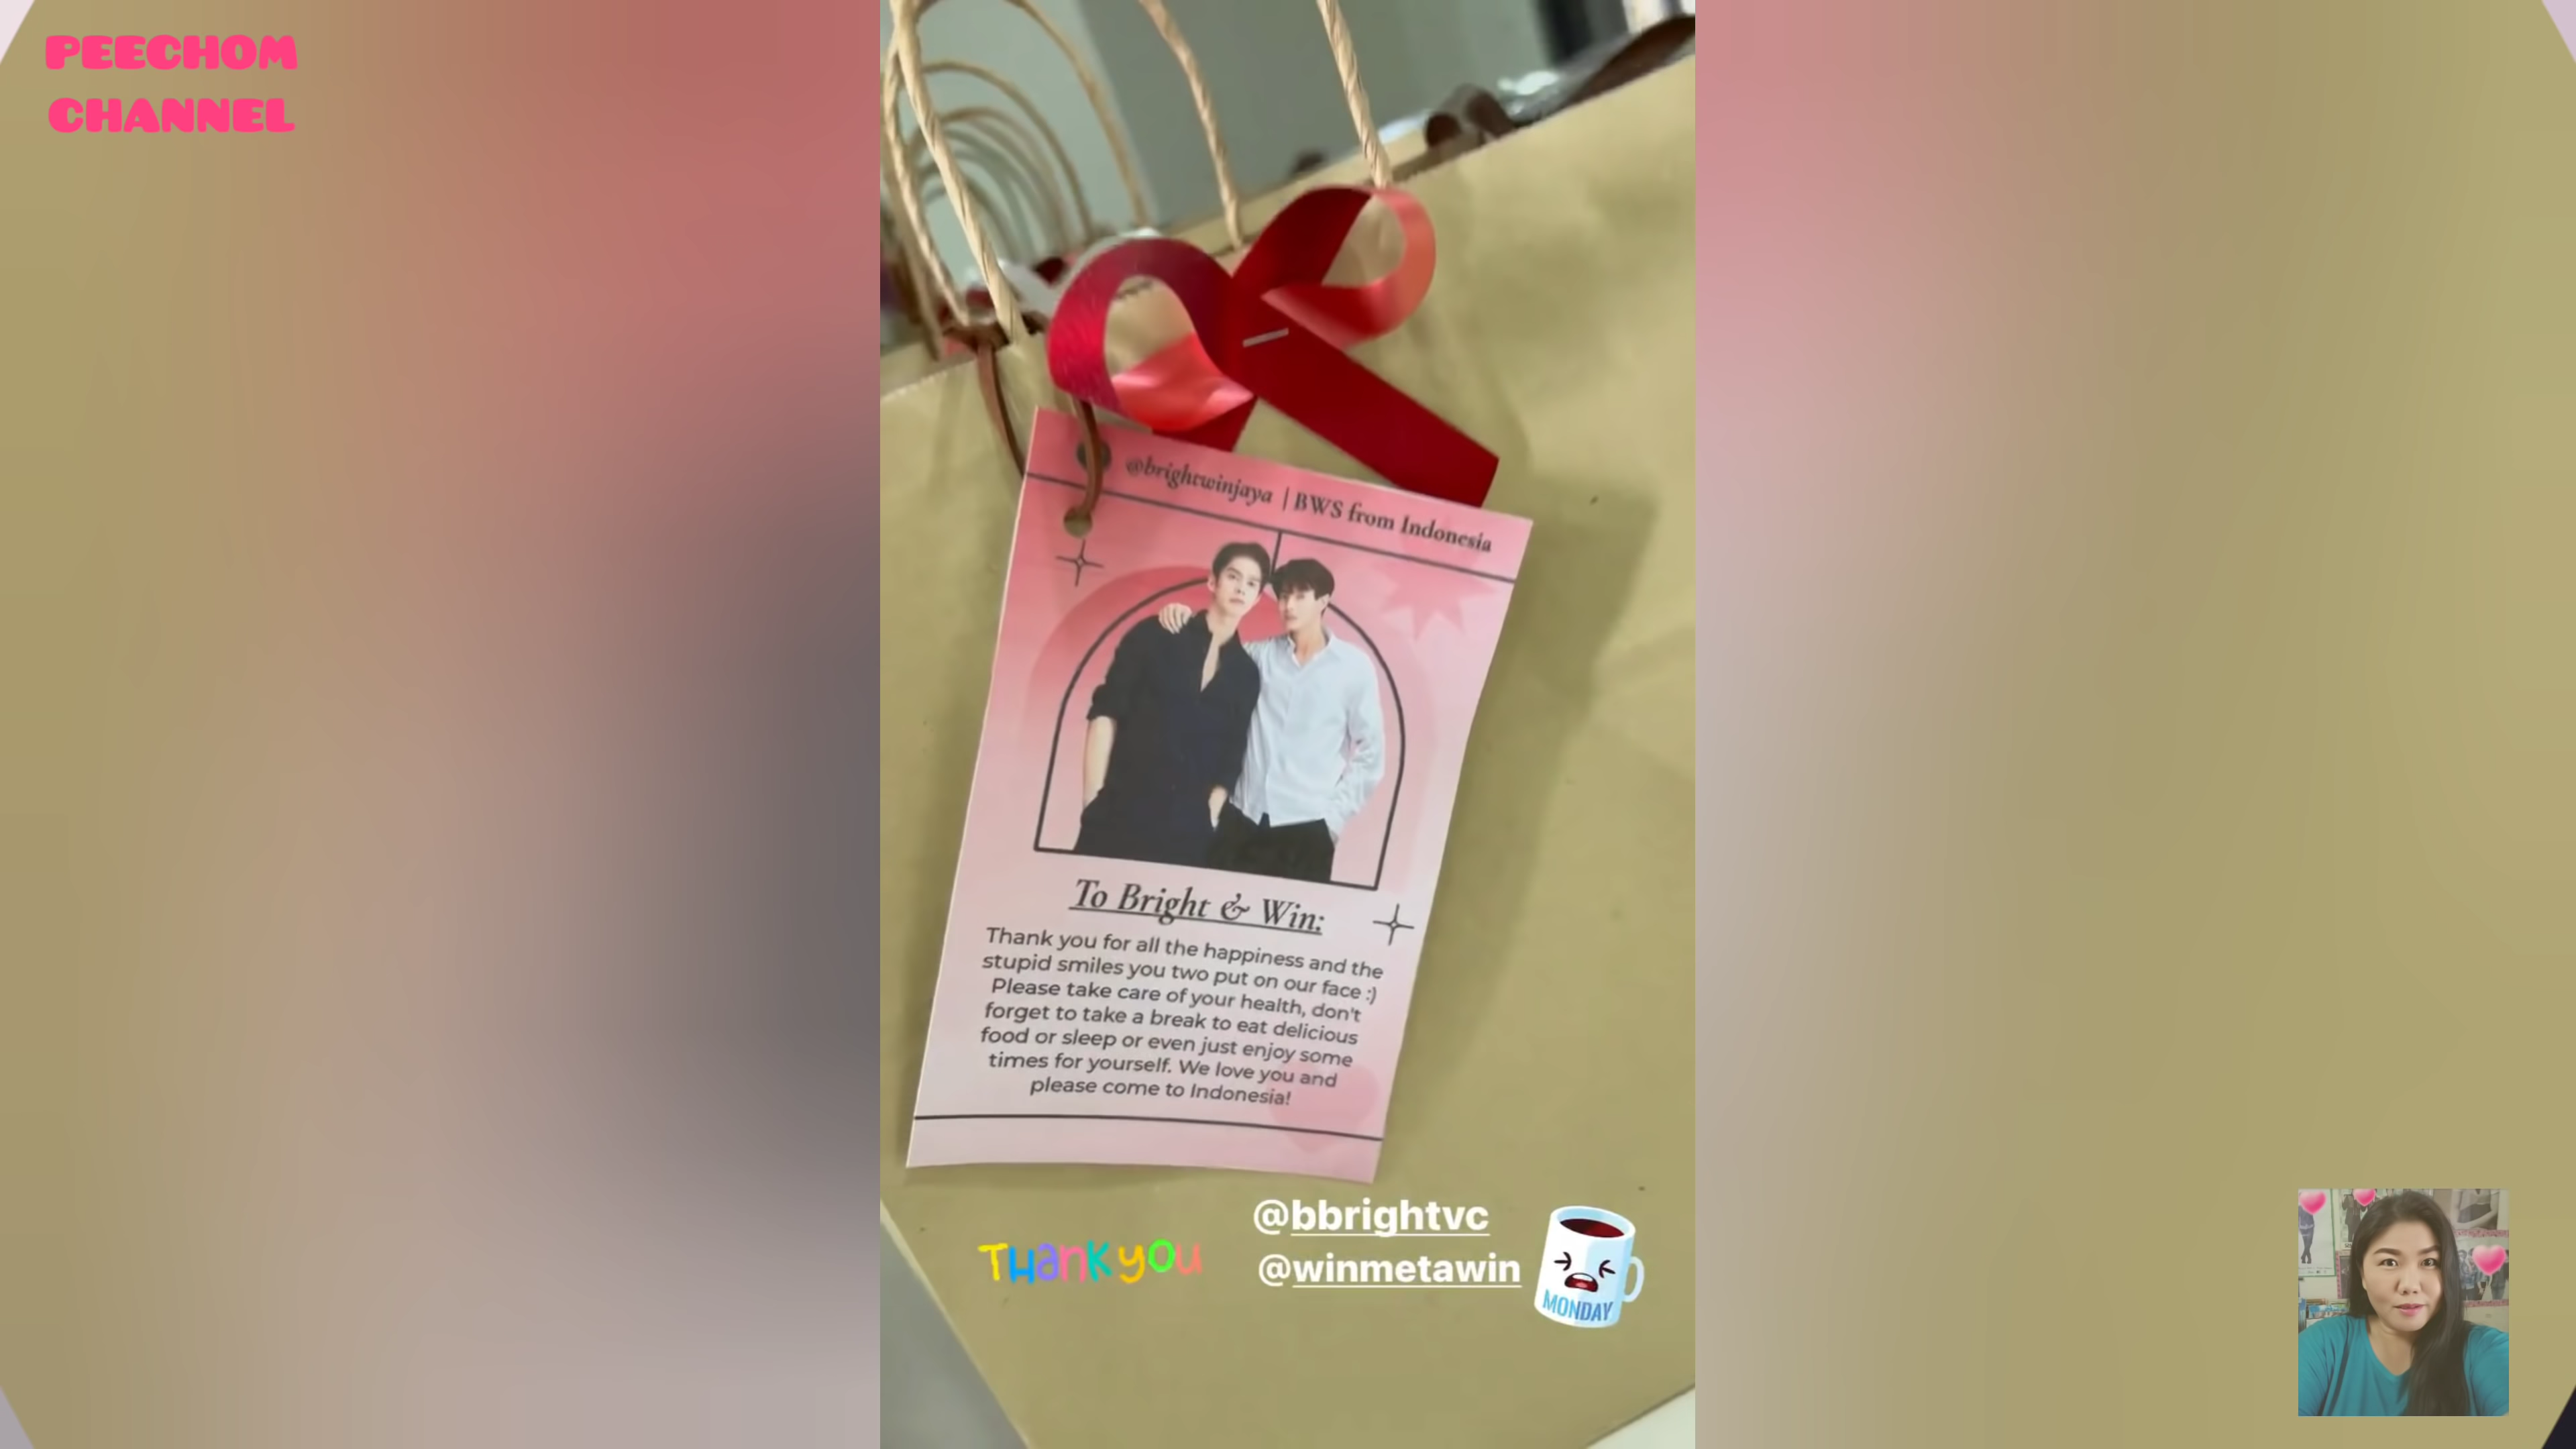 PEECHOM
CHANNEL
@brightwinjaya | BWS from Indonesia
To Bright & Win:
Thank you for all the happiness and the
stupid smiles you two put on our face :)
Please take care of your health, don't
forget to take a break to eat delicious
food or sleep or even just enjoy some
times for yourself. We love you and
please come to Indonesia!
Thank you
@bbrightvc
@winmetawin
MONDAY